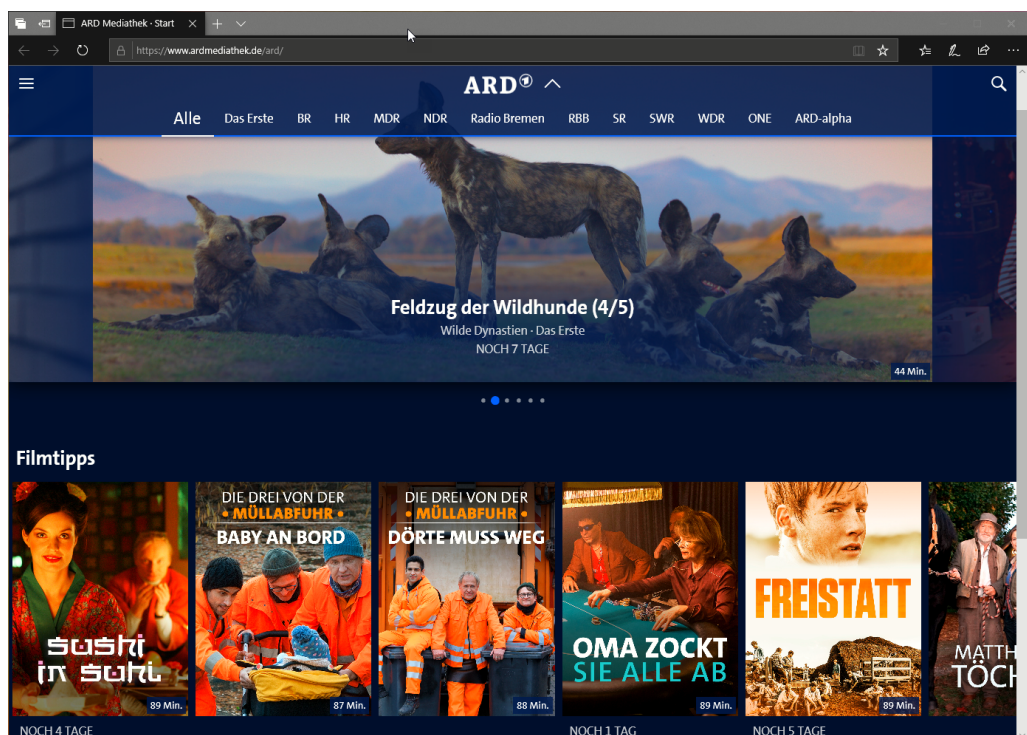 ARD Mediathek · Start
https://www.ardmediathek.de/ard/
ARD
Alle Das Erste BR HR MDR NDR Radio Bremen RBB SR SWR WDR ONE ARD-alpha
Feldzug der Wildhunde (4/5)
Wilde Dynastien · Das Erste
NOCH 7 TAGE
44 Min.
Filmtipps
sushi
in suhl
89 Min.
DIE DREI VON DER
• MÜLLABFUHR •
BABY AN BORD
87 Min.
DIE DREI VON DER
• MÜLLABFUHR •
DÖRTE MUSS WEG
88 Min.
OMA ZOCKT
SIE ALLE AB
89 Min.
FREISTATT
89 Min.
MATTH
TÖCH
NOCH 4 TAGE
NOCH 1 TAG
NOCH 5 TAGE